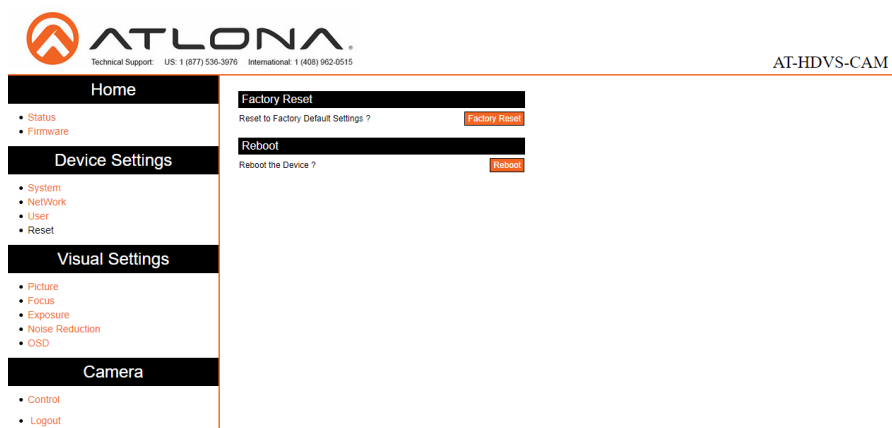 ATLONA
Technical Support: US: 1 (877) 536-3976 International: 1 (408) 962-0515
AT-HDVS-CAM
Home
Status
Firmware
Device Settings
System
NetWork
User
Reset
Visual Settings
Picture
Focus
Exposure
Noise Reduction
OSD
Camera
Control
Logout
Factory Reset
Reset to Factory Default Settings ? Factory Reset
Reboot
Reboot the Device ? Reboot